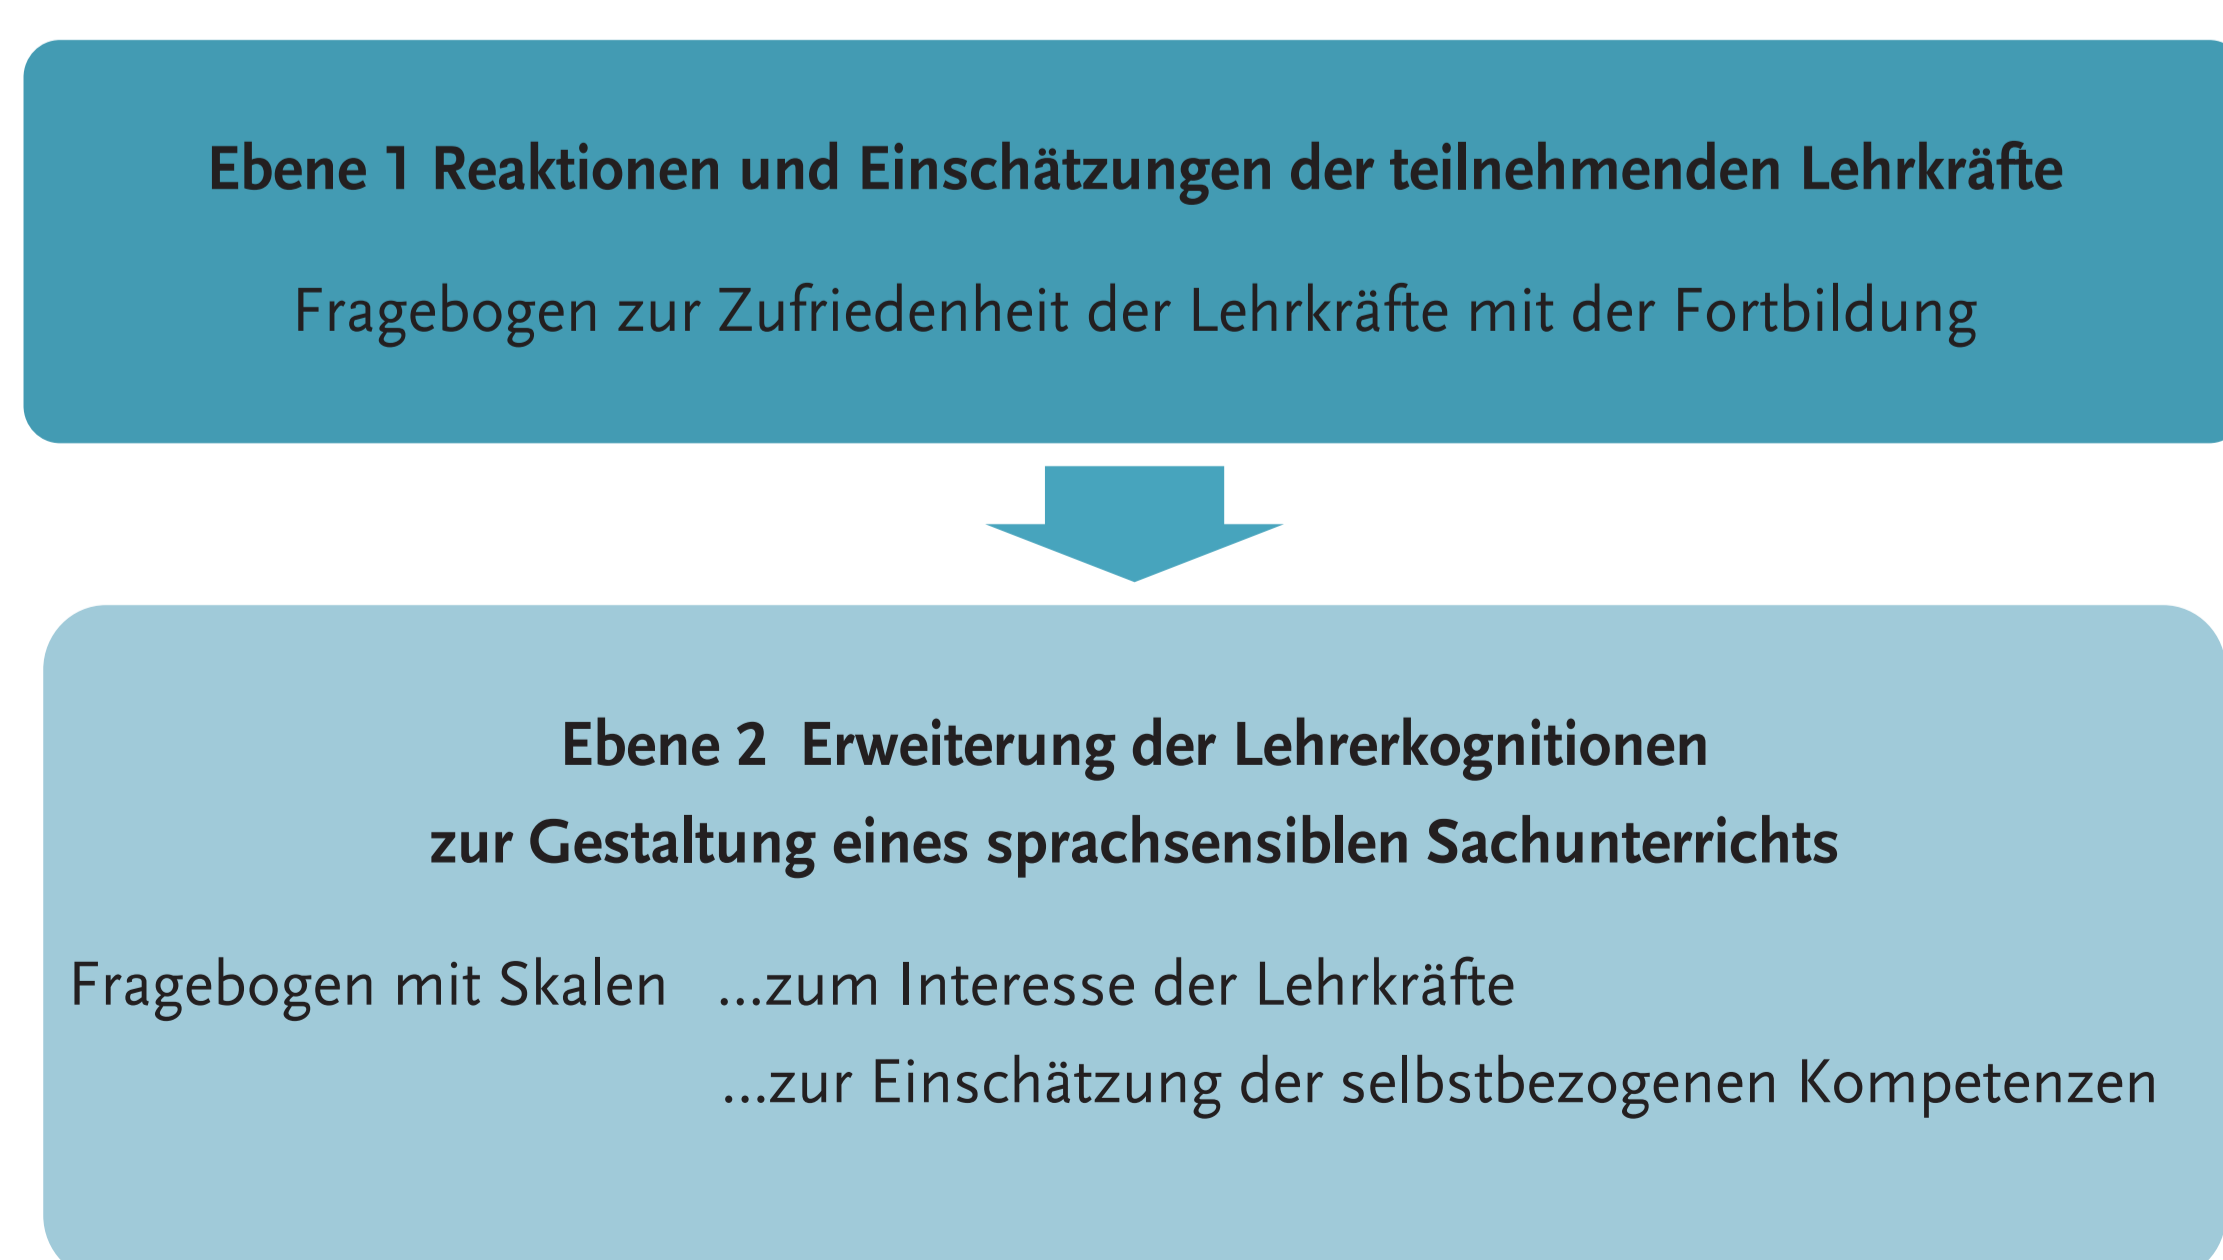 Ebene 1 Reaktionen und Einschätzungen der teilnehmenden Lehrkräfte
Fragebogen zur Zufriedenheit der Lehrkräfte mit der Fortbildung
Ebene 2 Erweiterung der Lehrerkognitionen
zur Gestaltung eines sprachsensiblen Sachunterrichts
Fragebogen mit Skalen ...zum Interesse der Lehrkräfte
...zur Einschätzung der selbstbezogenen Kompetenzen